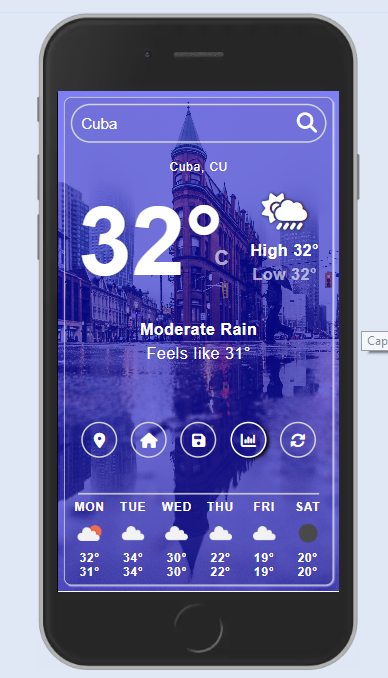 Cuba
Cuba, CU
32° C
High 32°
Low 32°
Moderate Rain
Feels like 31°
MON TUE WED THU FRI SAT
32° 34° 30° 22° 19° 20°
31° 34° 30° 22° 19° 20°
Cap